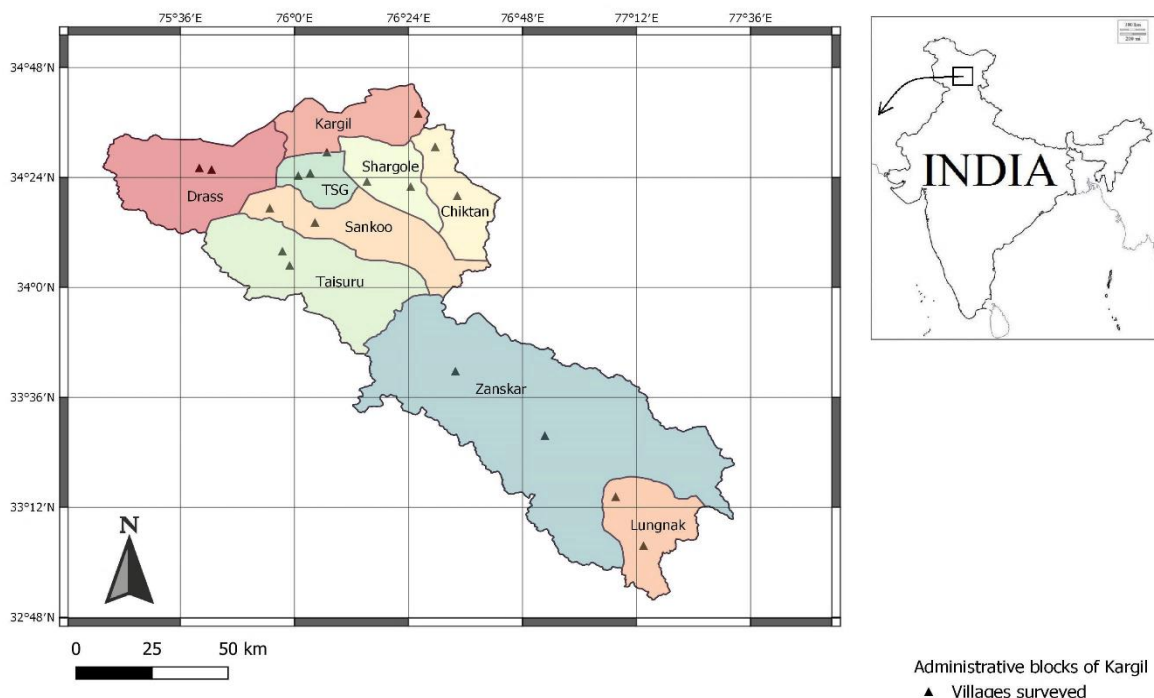 75°36'E 76°0'E 76°24'E 76°48'E 77°12'E 77°36'E
34°48'N
34°24'N
34°0'N
33°36'N
33°12'N
32°48'N
Kargil
Shargole
Drass
TSG
Chiktan
Sankoo
Taisuru
Zanskar
Lungnak
N
0 25 50 km
INDIA
Administrative blocks of Kargil
Villages surveyed